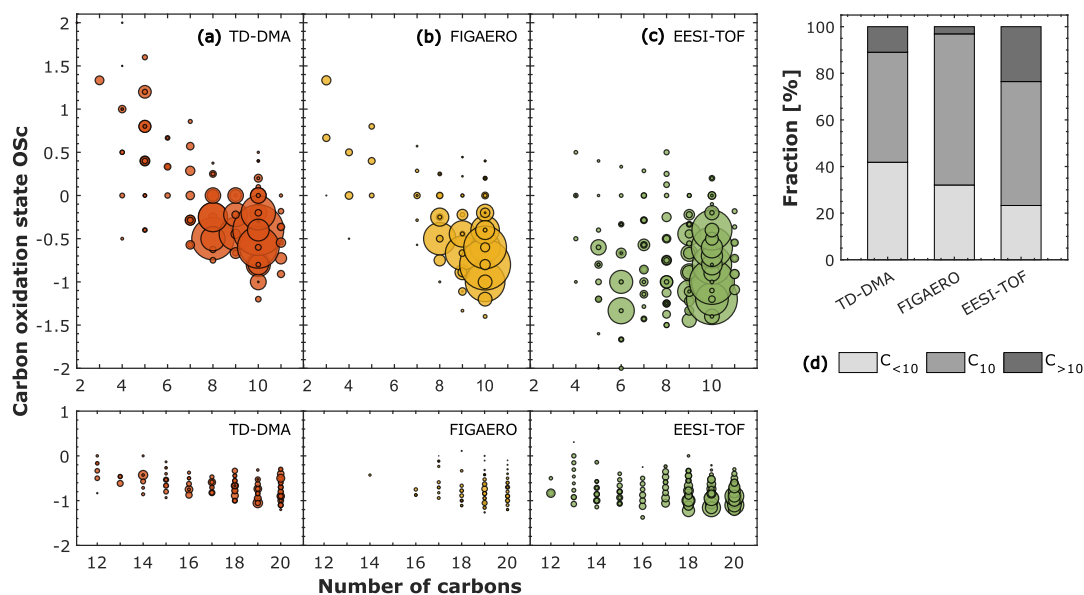 Carbon oxidation state OSc
2
1.5
1
0.5
0
-0.5
-1
-1.5
-2
(a) TD-DMA
(b) FIGAERO
(c) EESI-TOF
2 4 6 8 10 12
2 4 6 8 10 12
2 4 6 8 10 12
1
0
-1
-2
TD-DMA
FIGAERO
EESI-TOF
12 14 16 18 20
12 14 16 18 20
12 14 16 18 20
Number of carbons
Fraction [%]
100
80
60
40
20
0
TD-DMA
FIGAERO
EESI-TOF
(d) C<10 C10 C>10